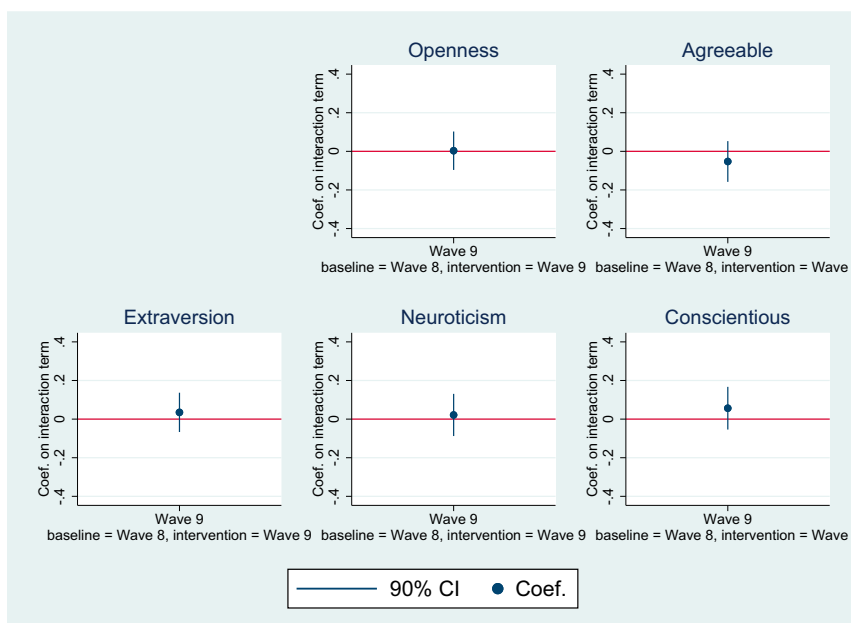 Openness
Coef. on interaction term
.4
.2
0
-.2
-.4
Wave 9
baseline = Wave 8, intervention = Wave 9
Agreeable
Coef. on interaction term
.4
.2
0
-.2
-.4
Wave 9
baseline = Wave 8, intervention = Wave
Extraversion
Coef. on interaction term
.4
.2
0
-.2
-.4
Wave 9
baseline = Wave 8, intervention = Wave 9
Neuroticism
Coef. on interaction term
.4
.2
0
-.2
-.4
Wave 9
baseline = Wave 8, intervention = Wave 9
Conscientious
Coef. on interaction term
.4
.2
0
-.2
-.4
Wave 9
baseline = Wave 8, intervention = Wave
90% CI
Coef.